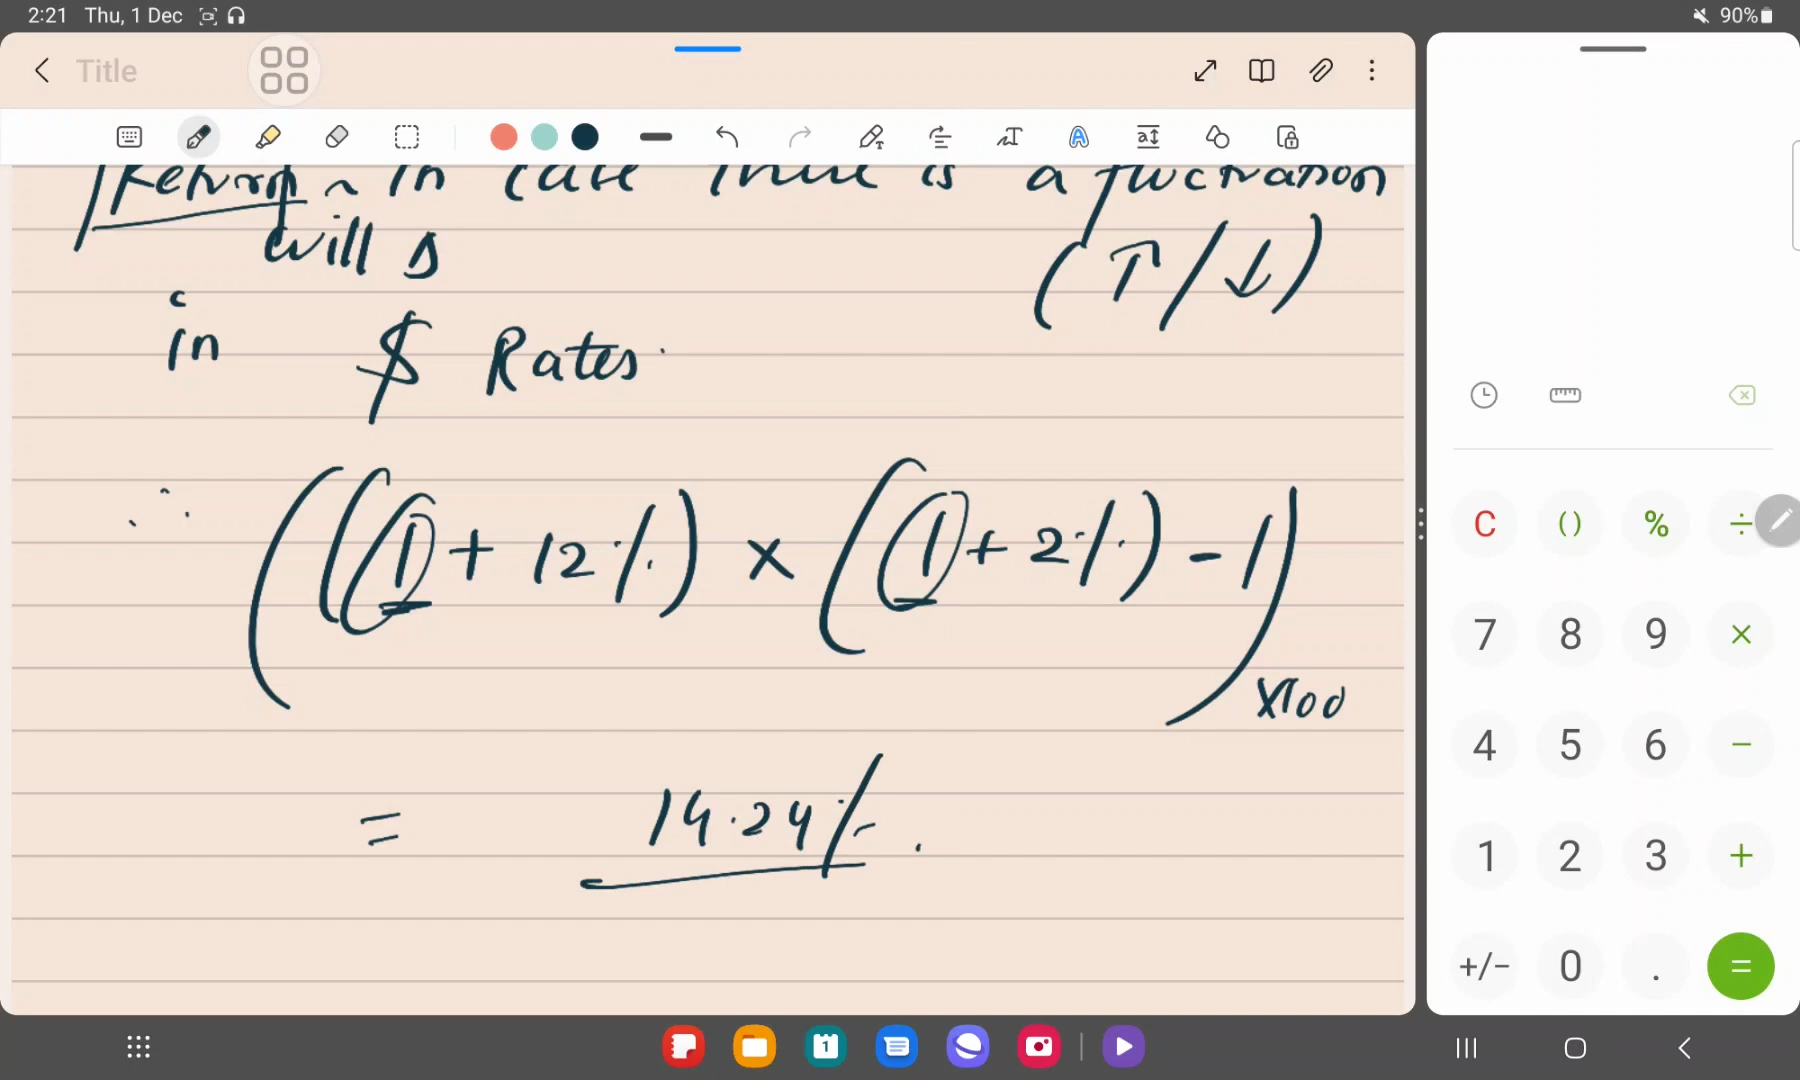 2:21 Thu, 1 Dec 90%
Title
Return in case there is a fluctuation
will $
(↑/↓)
in $ Rates.
∴ (((1 + 12%) × (1 + 2%) - 1) ×100
= 14.24%.
C () % ÷
7 8 9 ×
4 5 6 −
1 2 3 +
+/− 0 . =
1